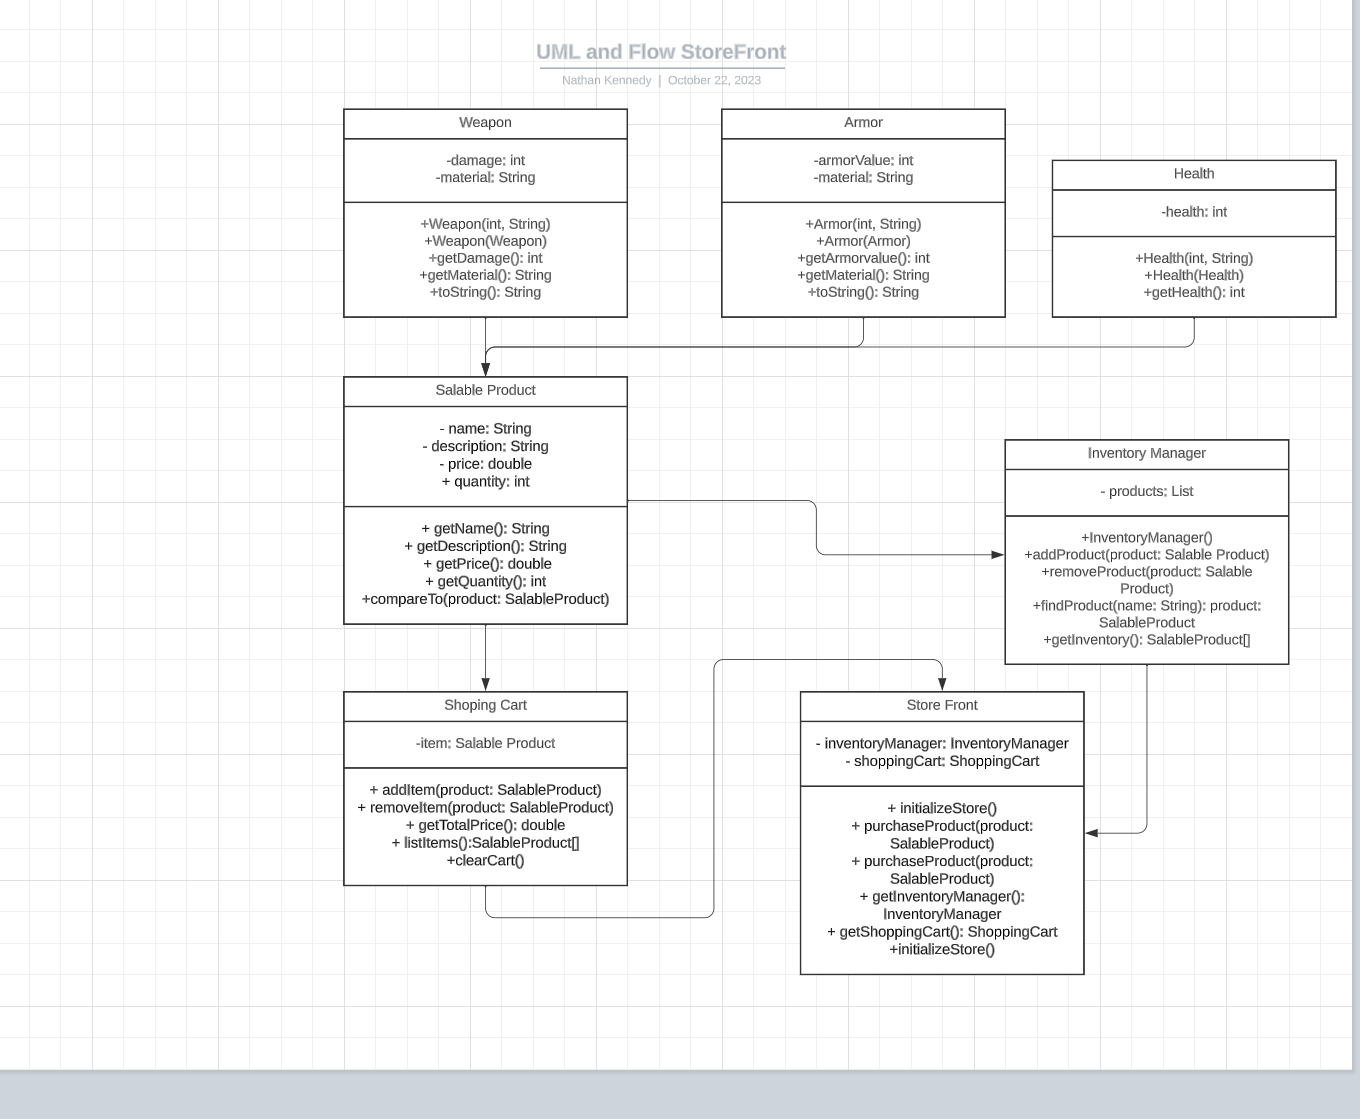 UML and Flow StoreFront
Nathan Kennedy | October 22, 2023
Weapon
-damage: int
-material: String
+Weapon(int, String)
+Weapon(Weapon)
+getDamage(): int
+getMaterial(): String
+toString(): String
Armor
-armorValue: int
-material: String
+Armor(int, String)
+Armor(Armor)
+getArmorvalue(): int
+getMaterial(): String
+toString(): String
Health
-health: int
+Health(int, String)
+Health(Health)
+getHealth(): int
Salable Product
- name: String
- description: String
- price: double
+ quantity: int
+ getName(): String
+ getDescription(): String
+ getPrice(): double
+ getQuantity(): int
+compareTo(product: SalableProduct)
Inventory Manager
- products: List
+InventoryManager()
+addProduct(product: Salable Product)
+removeProduct(product: Salable
Product)
+findProduct(name: String): product:
SalableProduct
+getInventory(): SalableProduct[]
Shoping Cart
-item: Salable Product
+ addItem(product: SalableProduct)
+ removeItem(product: SalableProduct)
+ getTotalPrice(): double
+ listItems():SalableProduct[]
+clearCart()
Store Front
- inventoryManager: InventoryManager
- shoppingCart: ShoppingCart
+ initializeStore()
+ purchaseProduct(product:
SalableProduct)
+ purchaseProduct(product:
SalableProduct)
+ getInventoryManager():
InventoryManager
+ getShoppingCart(): ShoppingCart
+initializeStore()